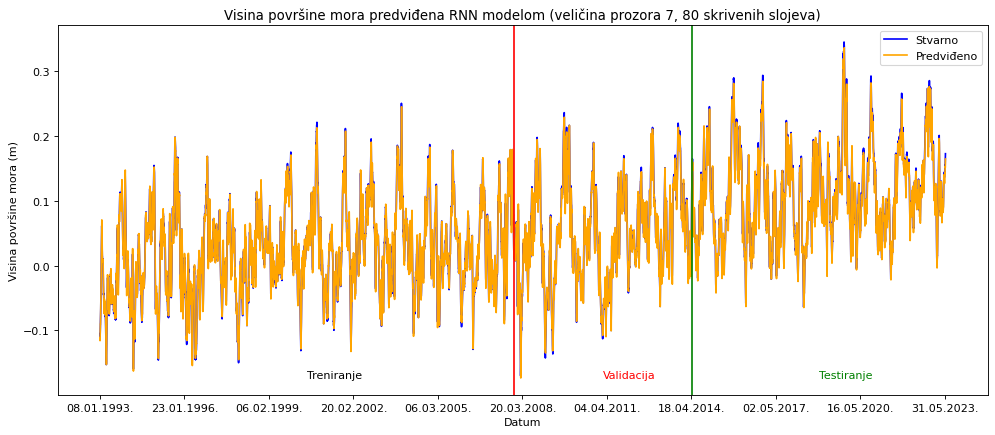 Visina površine mora predviđena RNN modelom (veličina prozora 7, 80 skrivenih slojeva)
Stvarno
Predviđeno
Visina površine mora (m)
0.3
0.2
0.1
0.0
−0.1
Treniranje
Validacija
Testiranje
08.01.1993.
23.01.1996.
06.02.1999.
20.02.2002.
06.03.2005.
20.03.2008.
04.04.2011.
18.04.2014.
02.05.2017.
16.05.2020.
31.05.2023.
Datum